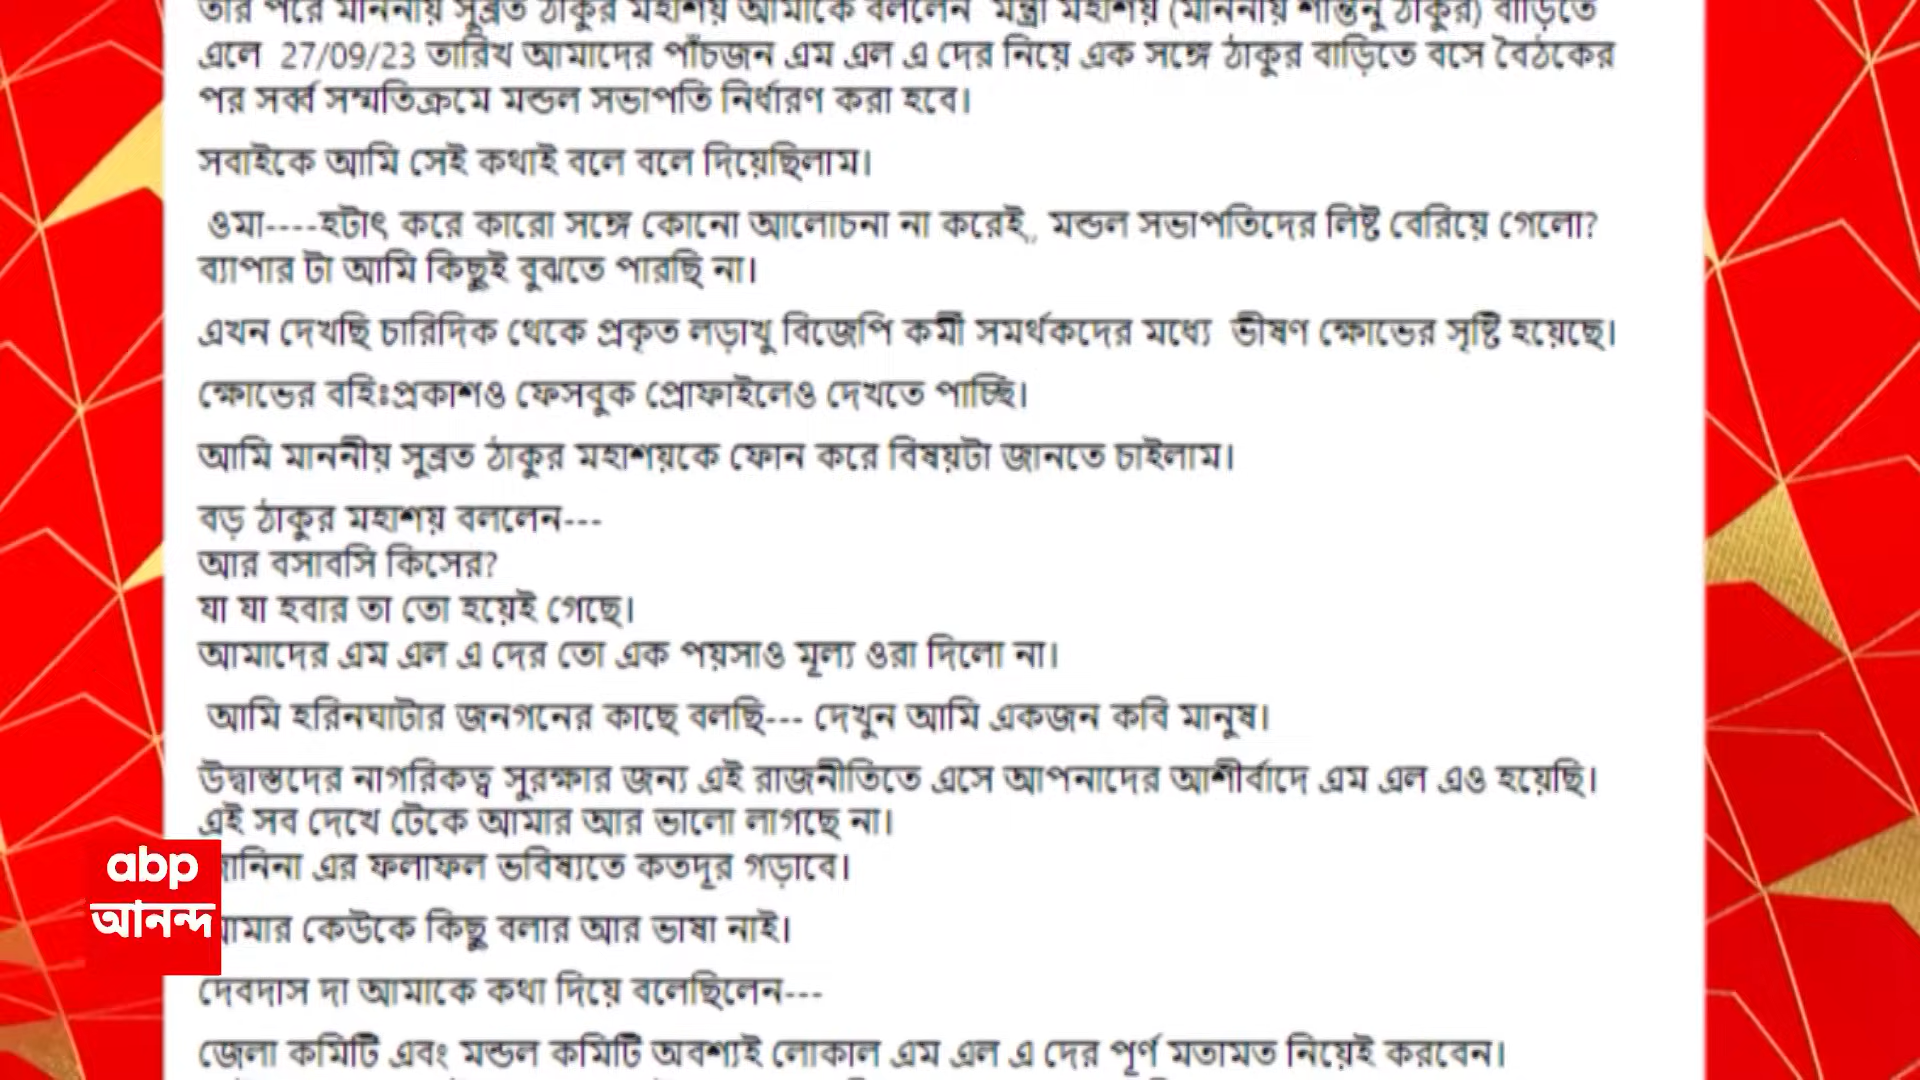 তার পরে মাননীয় সুব্রত ঠাকুর মহাশয় আমাকে বললেন মন্ত্রী মহাশয় (মাননীয় শান্তনু ঠাকুর) বাড়িতে
এলে 27/09/23 তারিখ আমাদের পাঁচজন এম এল এ দের নিয়ে এক সঙ্গে ঠাকুর বাড়িতে বসে বৈঠকের
পর সর্ব্ব সম্মতিক্রমে মন্ডল সভাপতি নির্ধারণ করা হবে।
সবাইকে আমি সেই কথাই বলে বলে দিয়েছিলাম।
ওমা----হটাৎ করে কারো সঙ্গে কোনো আলোচনা না করেই,, মন্ডল সভাপতিদের লিষ্ট বেরিয়ে গেলো?
ব্যাপার টা আমি কিছুই বুঝতে পারছি না।
এখন দেখছি চারিদিক থেকে প্রকৃত লড়াখু বিজেপি কর্মী সমর্থকদের মধ্যে ভীষণ ক্ষোভের সৃষ্টি হয়েছে।
ক্ষোভের বহিঃপ্রকাশও ফেসবুক প্রোফাইলেও দেখতে পাচ্ছি।
আমি মাননীয় সুব্রত ঠাকুর মহাশয়কে ফোন করে বিষয়টা জানতে চাইলাম।
বড় ঠাকুর মহাশয় বললেন---
আর বসাবসি কিসের?
যা যা হবার তা তো হয়েই গেছে।
আমাদের এম এল এ দের তো এক পয়সাও মূল্য ওরা দিলো না।
আমি হরিনঘাটার জনগনের কাছে বলছি--- দেখুন আমি একজন কবি মানুষ।
উদ্বাস্তদের নাগরিকত্ব সুরক্ষার জন্য এই রাজনীতিতে এসে আপনাদের আশীর্বাদে এম এল এও হয়েছি।
এই সব দেখে টেকে আমার আর ভালো লাগছে না।
জানিনা এর ফলাফল ভবিষ্যতে কতদূর গড়াবে।
আমার কেউকে কিছু বলার আর ভাষা নাই।
দেবদাস দা আমাকে কথা দিয়ে বলেছিলেন---
জেলা কমিটি এবং মন্ডল কমিটি অবশ্যই লোকাল এম এল এ দের পূর্ণ মতামত নিয়েই করবেন।
abp
আনন্দ